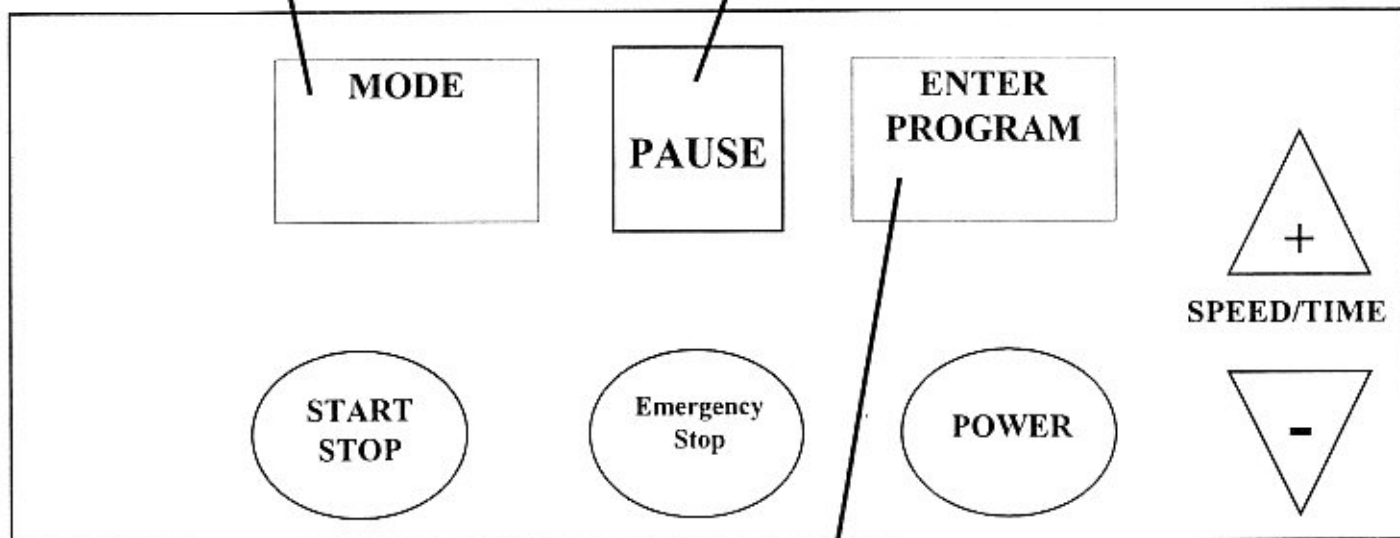 MODE
PAUSE
ENTER
PROGRAM
+
SPEED/TIME
START
STOP
Emergency
Stop
POWER
-